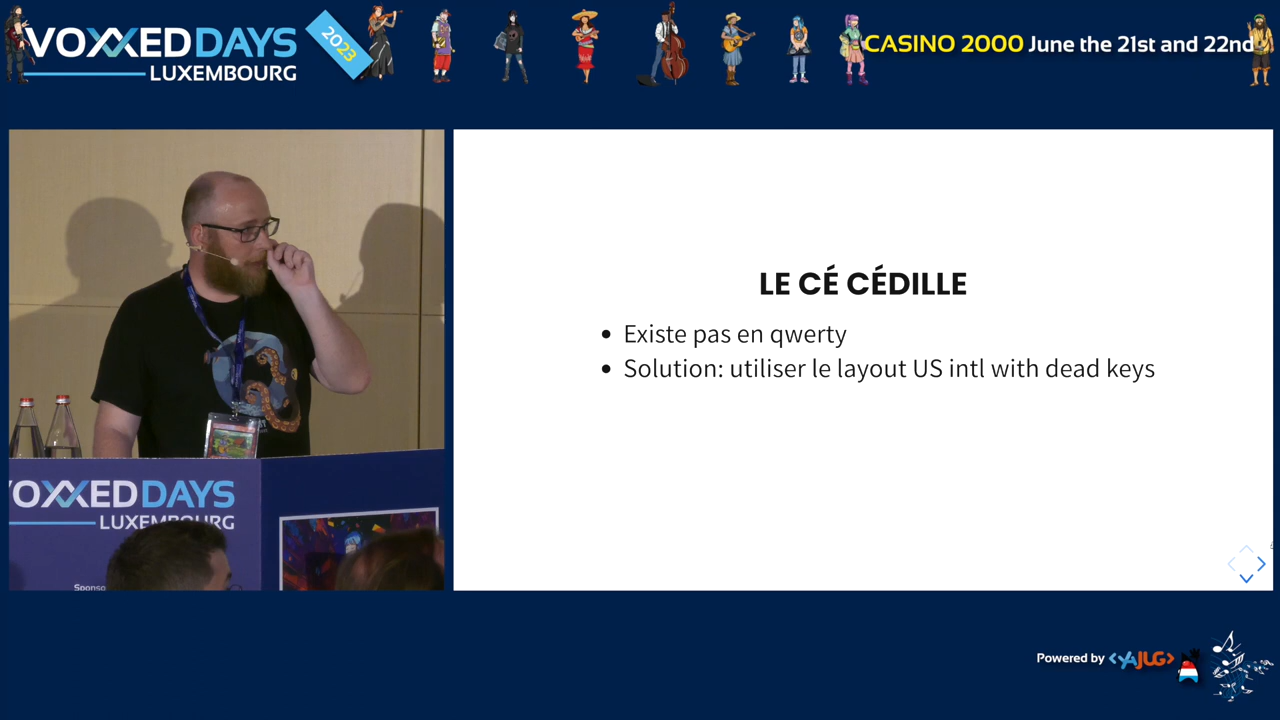 VOXXED DAYS
LUXEMBOURG
2023
CASINO 2000 June the 21st and 22nd
LE CÉ CÉDILLE
• Existe pas en qwerty
• Solution: utiliser le layout US intl with dead keys
VOXXED DAYS
LUXEMBOURG
Sponso
Powered by <YAJUG>